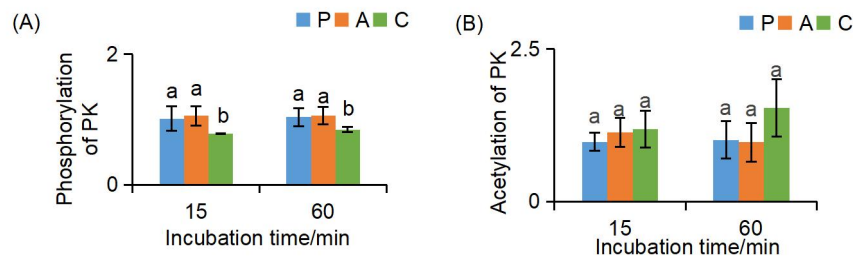 (A)
P A C
2
a a b a a b
Phosphorylation
of PK
0
15 60
Incubation time/min
(B)
P A C
2.5
a a a a a a
Acetylation of PK
0
15 60
Incubation time/min